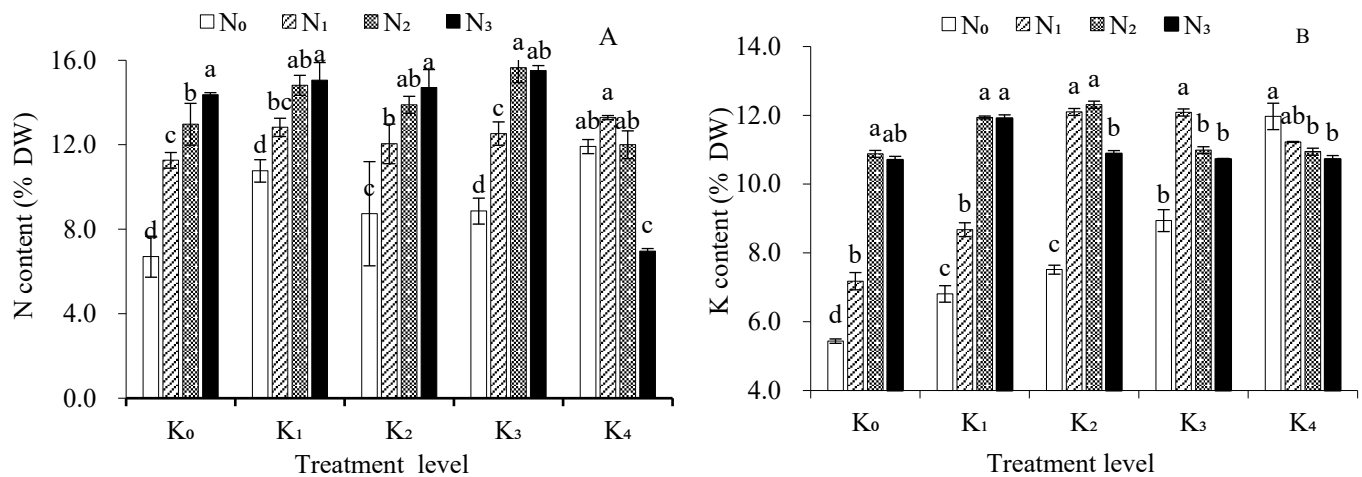 N₀ N₁ N₂ N₃
A
N content (% DW)
16.0
12.0
8.0
4.0
0.0
d c b a
d bc ab a
c b ab a
d c a ab
ab a ab c
K₀ K₁ K₂ K₃ K₄
Treatment level
N₀ N₁ N₂ N₃
B
K content (% DW)
14.0
12.0
10.0
8.0
6.0
4.0
d b a ab
c b a a
c a a b
b a b b
a ab b b
K₀ K₁ K₂ K₃ K₄
Treatment level